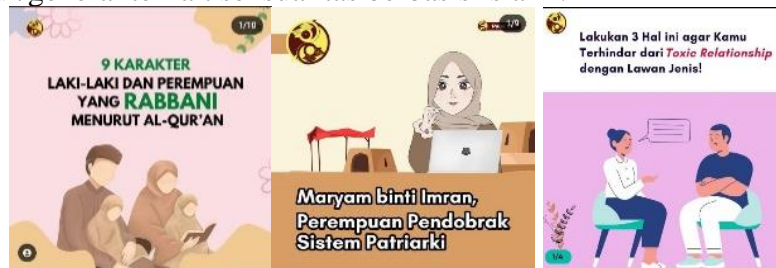 1/10
9 KARAKTER
LAKI-LAKI DAN PEREMPUAN
YANG RABBANI
MENURUT AL-QUR'AN
1/9
Maryam binti Imran,
Perempuan Pendobrak
Sistem Patriarki
Lakukan 3 Hal ini agar Kamu
Terhindar dari Toxic Relationship
dengan Lawan Jenis!
1/4